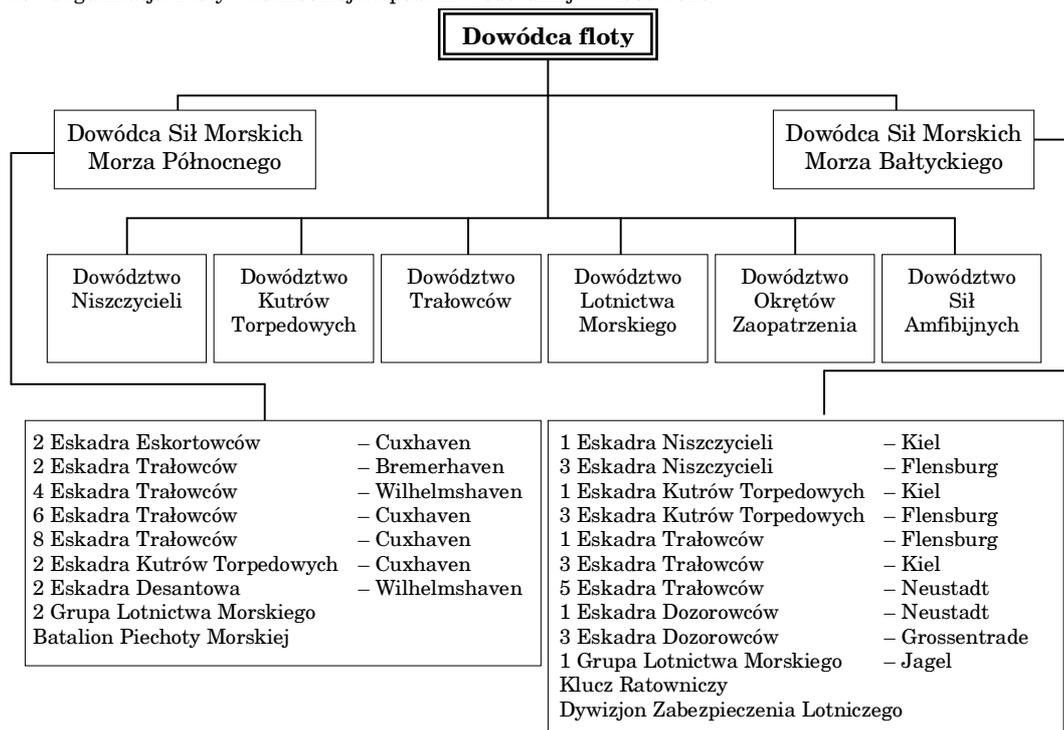 Dowódca floty
Dowódca Sił Morskich
Morza Północnego
Dowódca Sił Morskich
Morza Bałtyckiego
Dowództwo
Niszczycieli
Dowództwo
Kutrów
Torpedowych
Dowództwo
Trałowców
Dowództwo
Lotnictwa
Morskiego
Dowództwo
Okrętów
Zaopatrzenia
Dowództwo
Sił
Amfibijnych
2 Eskadra Eskortowców – Cuxhaven
2 Eskadra Trałowców – Bremerhaven
4 Eskadra Trałowców – Wilhelmshaven
6 Eskadra Trałowców – Cuxhaven
8 Eskadra Trałowców – Cuxhaven
2 Eskadra Kutrów Torpedowych – Cuxhaven
2 Eskadra Desantowa – Wilhelmshaven
2 Grupa Lotnictwa Morskiego
Batalion Piechoty Morskiej
1 Eskadra Niszczycieli – Kiel
3 Eskadra Niszczycieli – Flensburg
1 Eskadra Kutrów Torpedowych – Kiel
3 Eskadra Kutrów Torpedowych – Flensburg
1 Eskadra Trałowców – Flensburg
3 Eskadra Trałowców – Kiel
5 Eskadra Trałowców – Neustadt
1 Eskadra Dozorowców – Neustadt
3 Eskadra Dozorowców – Grossentrade
1 Grupa Lotnictwa Morskiego – Jagel
Klucz Ratowniczy
Dywizjon Zabezpieczenia Lotniczego